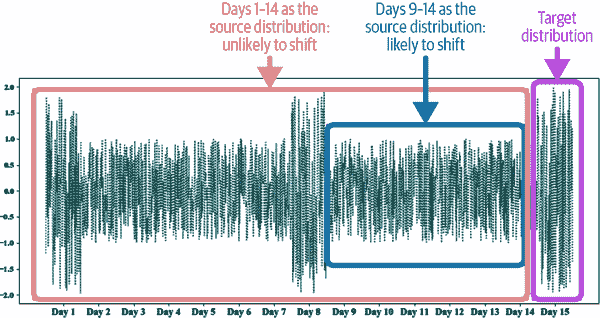 Days 1-14 as the
source distribution:
unlikely to shift
Days 9-14 as the
source distribution:
likely to shift
Target
distribution
2.0
1.5
1.0
0.5
0.0
−0.5
−1.0
−1.5
−2.0
Day 1 Day 2 Day 3 Day 4 Day 5 Day 6 Day 7 Day 8 Day 9 Day 10 Day 11 Day 12 Day 13 Day 14 Day 15